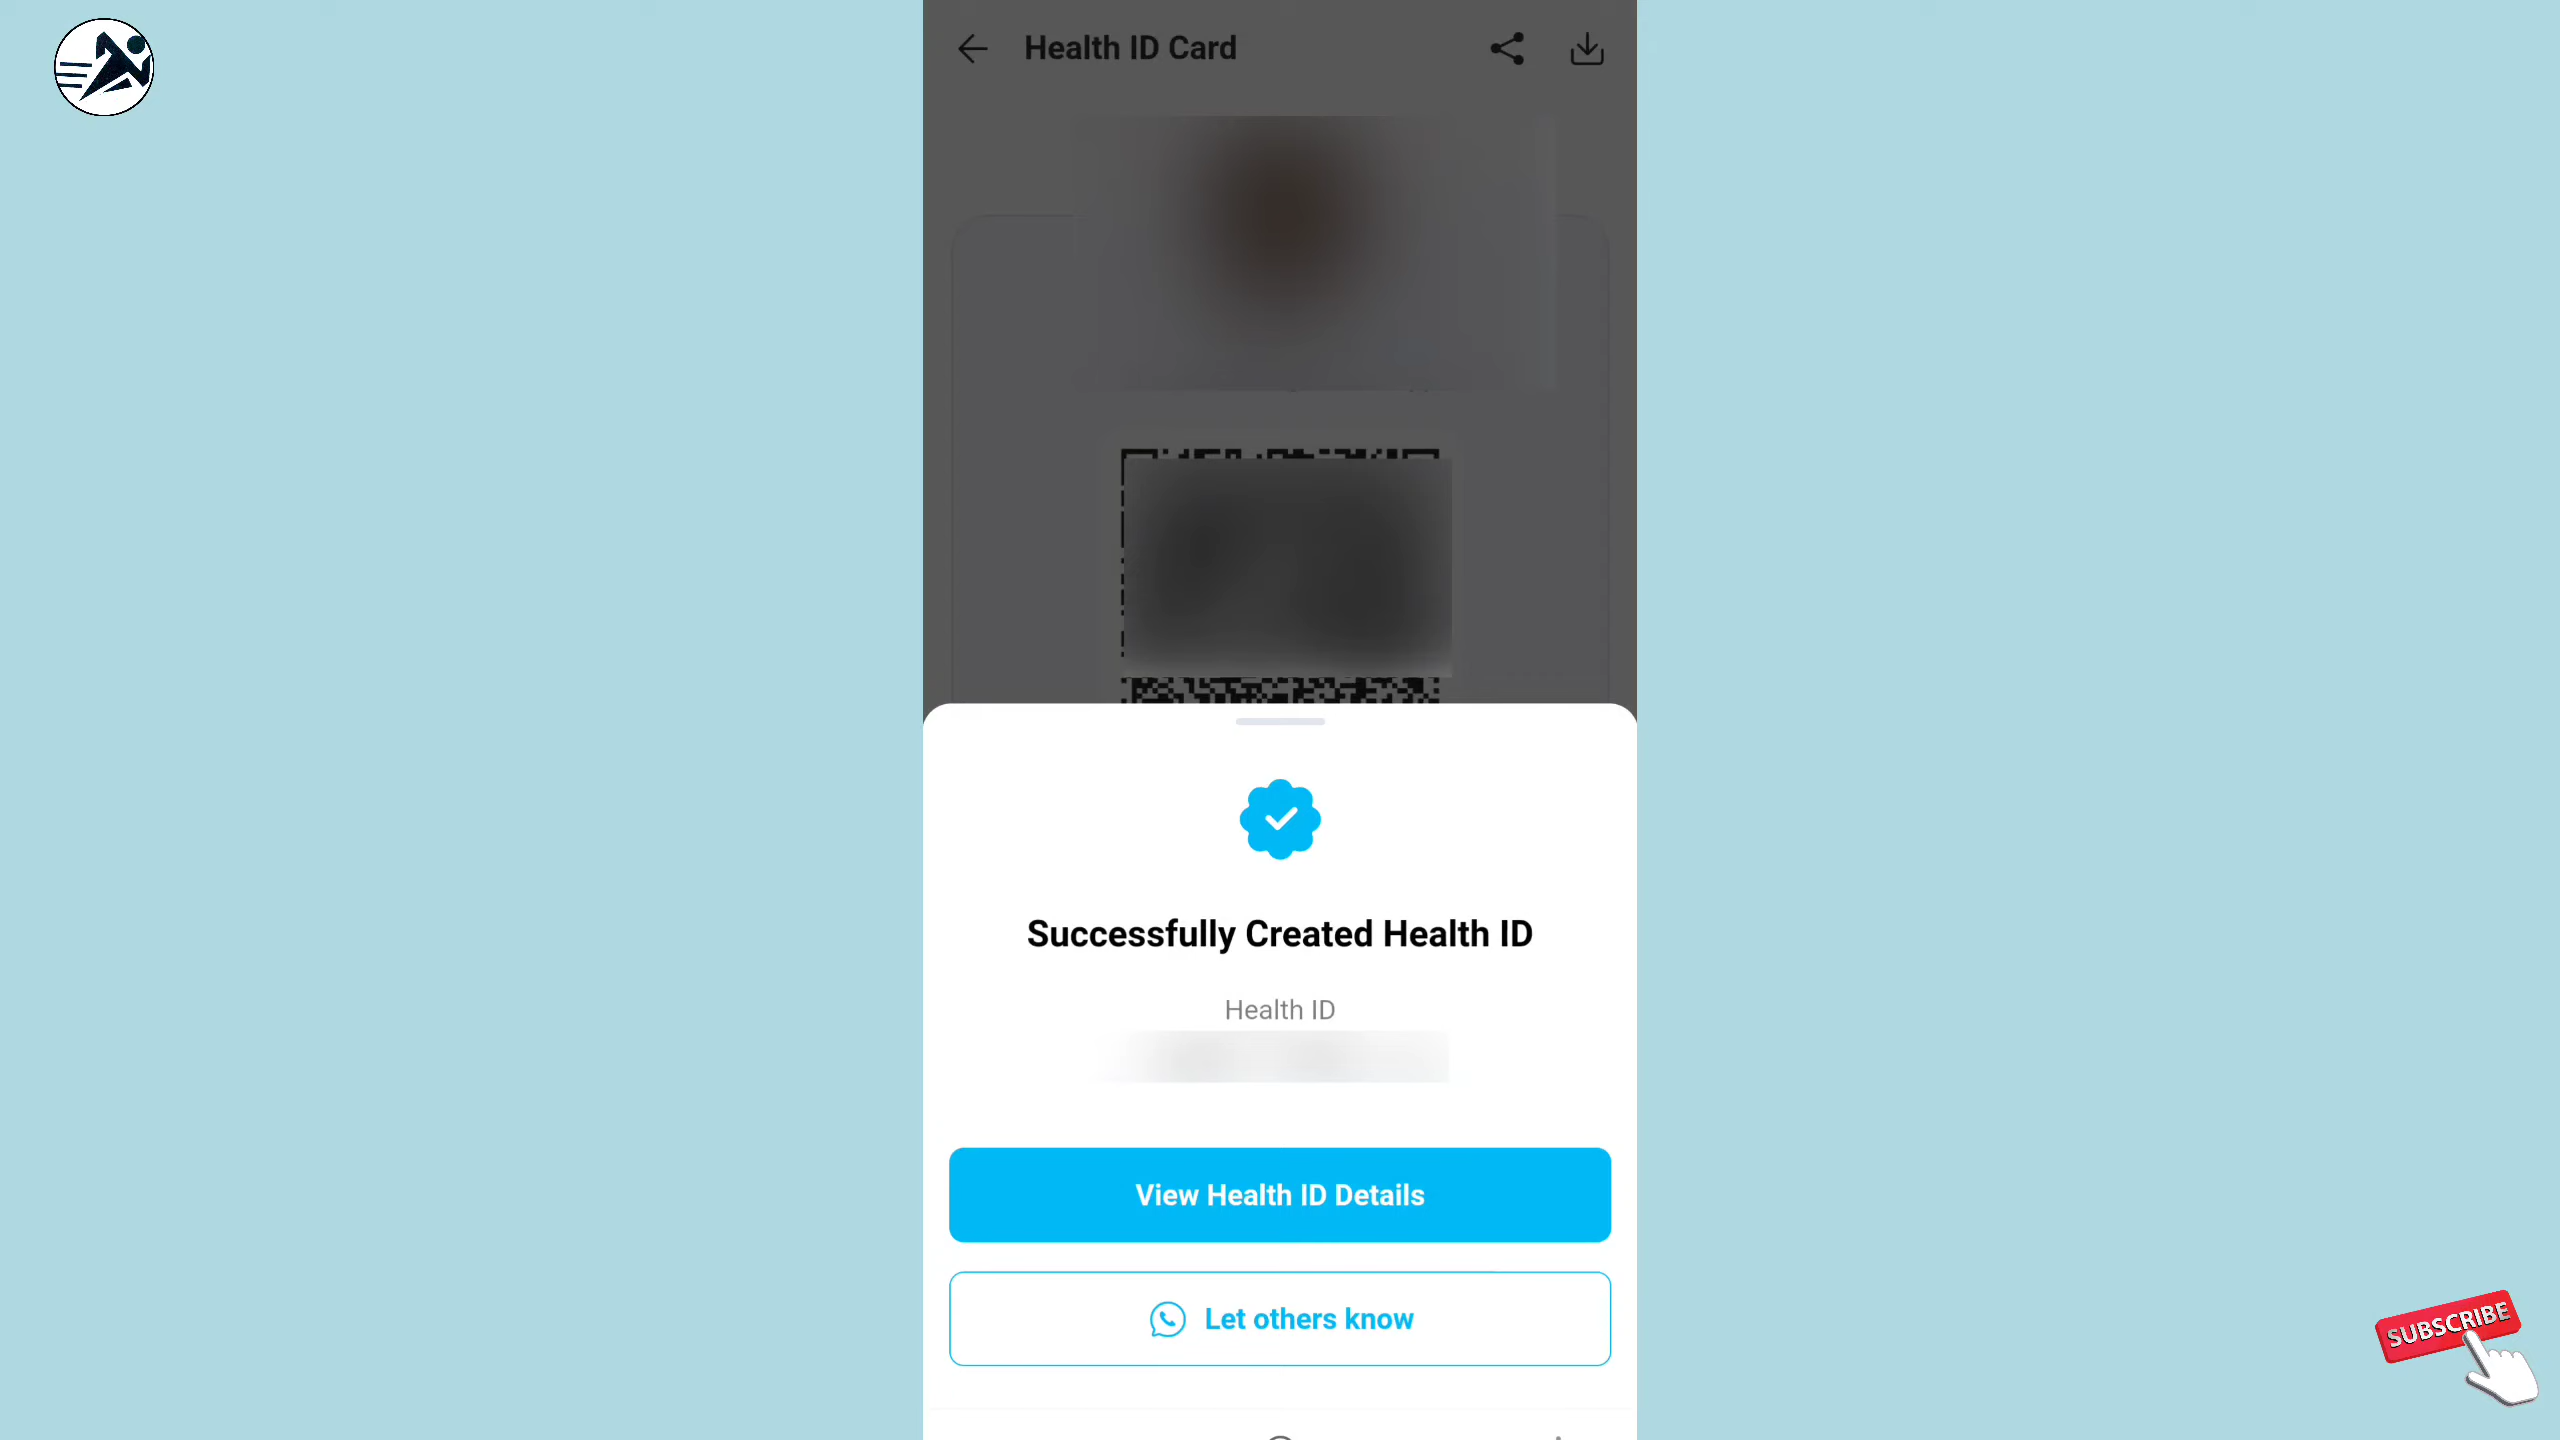 Health ID Card
Successfully Created Health ID
Health ID
View Health ID Details
Let others know
SUBSCRIBE